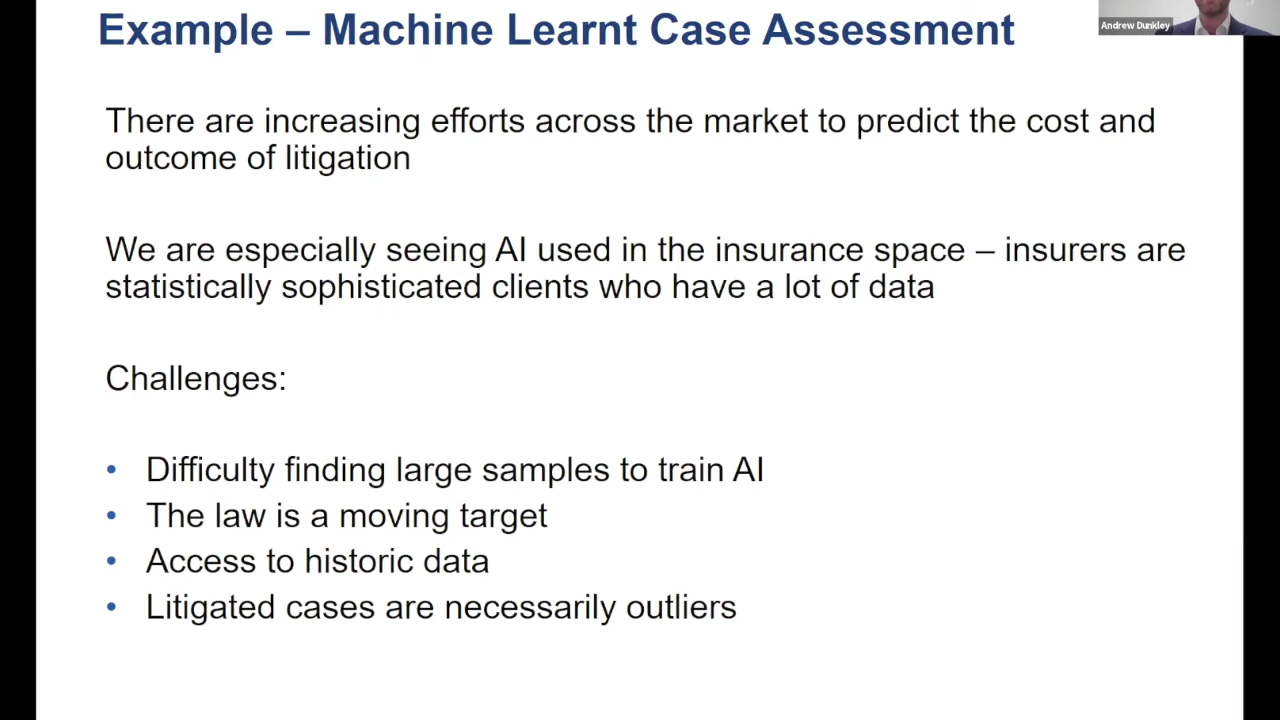 Example – Machine Learnt Case Assessment
Andrew Dunkley
There are increasing efforts across the market to predict the cost and
outcome of litigation
We are especially seeing AI used in the insurance space – insurers are
statistically sophisticated clients who have a lot of data
Challenges:
• Difficulty finding large samples to train AI
• The law is a moving target
• Access to historic data
• Litigated cases are necessarily outliers